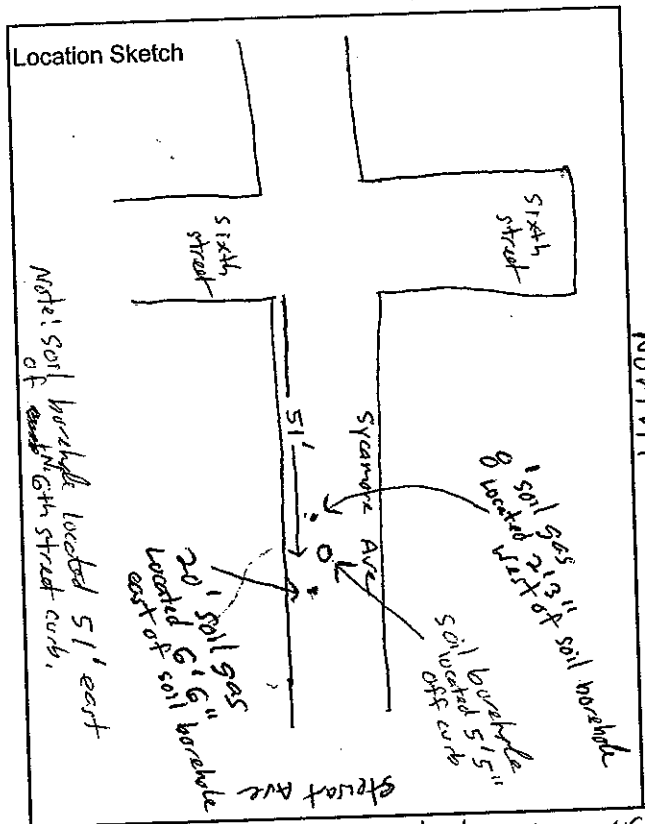 Location Sketch
Sixth
street
Sixth
street
51'
Sycamore Ave
8' soil gas
located 2'3"
west of soil borehole
soil borehole
located 5'5"
off curb
20' soil gas
located 6'6"
east of soil borehole
Stewart Ave
Note: Soil borehole located 51' east
of N. 6th street curb.